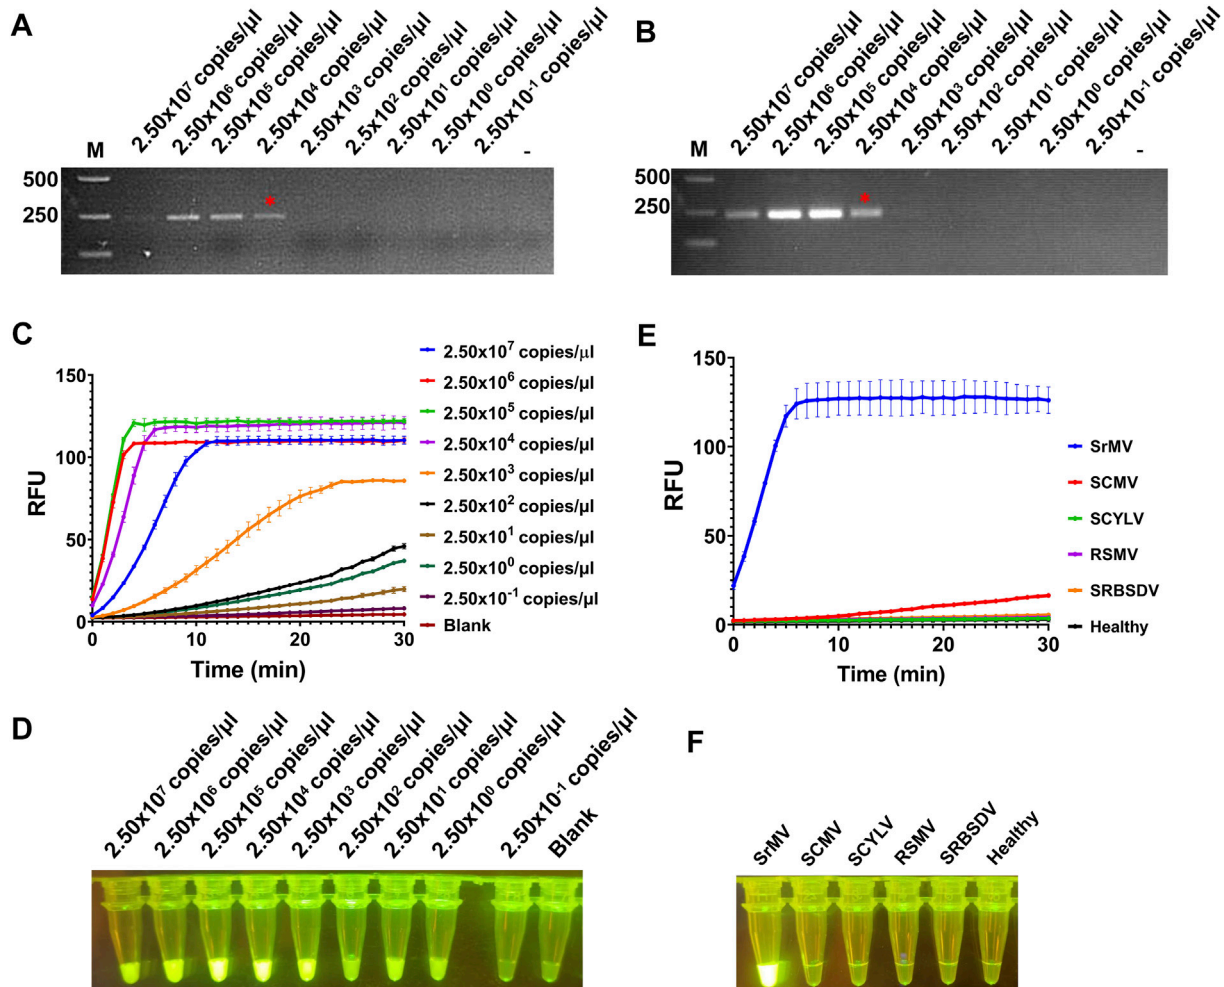 A
2.50x10⁷ copies/µl
2.50x10⁶ copies/µl
2.50x10⁵ copies/µl
2.50x10⁴ copies/µl
2.50x10³ copies/µl
2.5x10² copies/µl
2.50x10¹ copies/µl
2.50x10⁰ copies/µl
2.50x10⁻¹ copies/µl
-
M
500
250
*
B
2.50x10⁷ copies/µl
2.50x10⁶ copies/µl
2.50x10⁵ copies/µl
2.50x10⁴ copies/µl
2.50x10³ copies/µl
2.50x10² copies/µl
2.50x10¹ copies/µl
2.50x10⁰ copies/µl
2.50x10⁻¹ copies/µl
-
M
500
250
*
C
150
100
50
0
RFU
0 10 20 30
Time (min)
2.50x10⁷ copies/µl
2.50x10⁶ copies/µl
2.50x10⁵ copies/µl
2.50x10⁴ copies/µl
2.50x10³ copies/µl
2.50x10² copies/µl
2.50x10¹ copies/µl
2.50x10⁰ copies/µl
2.50x10⁻¹ copies/µl
Blank
E
150
100
50
0
RFU
0 10 20 30
Time (min)
SrMV
SCMV
SCYLV
RSMV
SRBSDV
Healthy
D
2.50x10⁷ copies/µl
2.50x10⁶ copies/µl
2.50x10⁵ copies/µl
2.50x10⁴ copies/µl
2.50x10³ copies/µl
2.50x10² copies/µl
2.50x10¹ copies/µl
2.50x10⁰ copies/µl
2.50x10⁻¹ copies/µl
Blank
F
SrMV
SCMV
SCYLV
RSMV
SRBSDV
Healthy